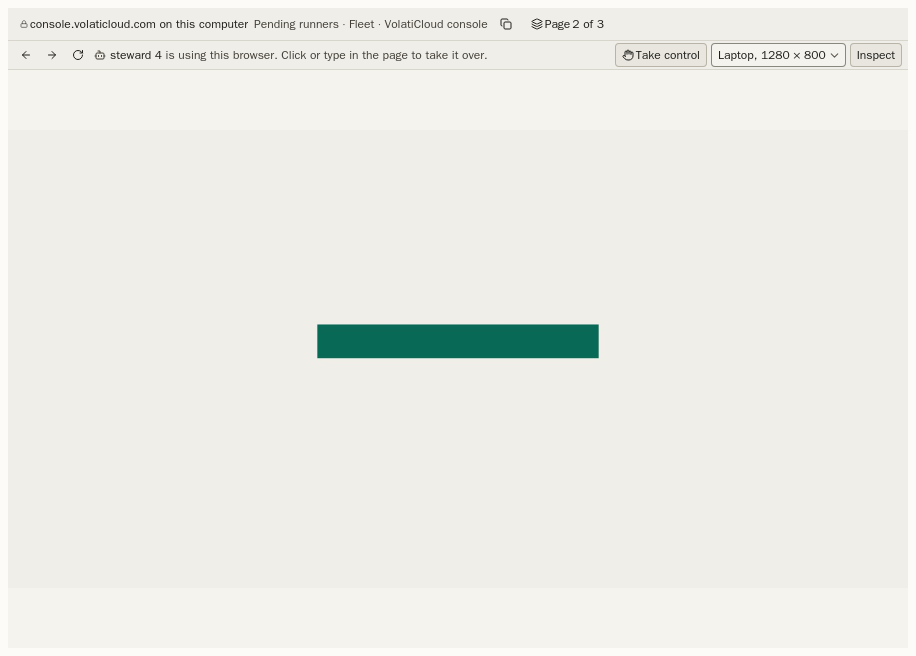 console.volaticloud.com on this computer Pending runners · Fleet · VolatiCloud console Page 2 of 3
steward 4 is using this browser. Click or type in the page to take it over. Take control Laptop, 1280 × 800 Inspect